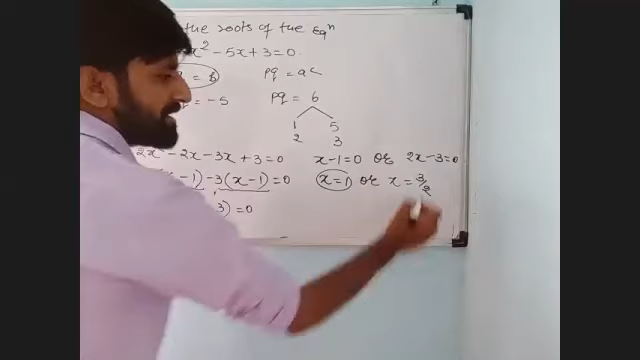 the roots of the Eqⁿ
x² - 5x + 3 = 0.
= b
pq = ac
= -5
pq = 6
1 5
2 3
2x² - 2x - 3x + 3 = 0
x - 1 = 0 or 2x - 3 = 0
x - 1) - 3(x - 1) = 0
x = 1 or x = 3/2
3) = 0